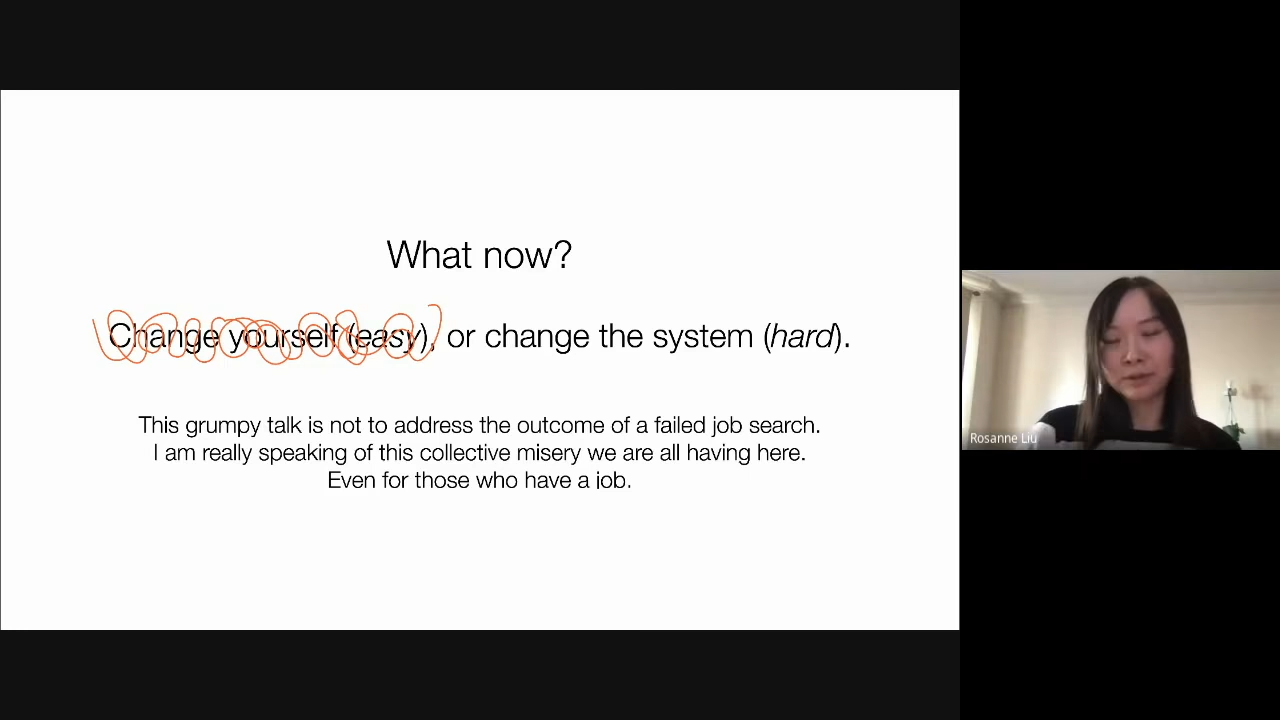 What now?
Change yourself (easy), or change the system (hard).
This grumpy talk is not to address the outcome of a failed job search.
I am really speaking of this collective misery we are all having here.
Even for those who have a job.
Rosanne Liu